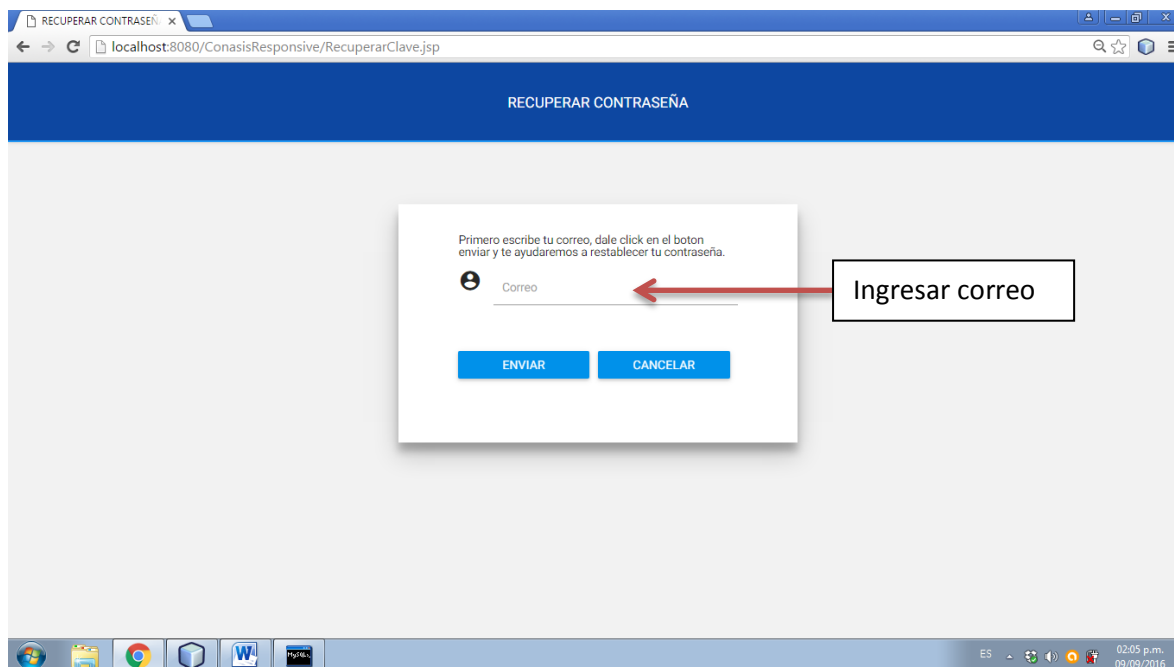 RECUPERAR CONTRASEÑ
localhost:8080/ConasisResponsive/RecuperarClave.jsp
RECUPERAR CONTRASEÑA
Primero escribe tu correo, dale click en el boton
enviar y te ayudaremos a restablecer tu contraseña.
Correo
Ingresar correo
ENVIAR
CANCELAR
ES
02:05 p.m.
09/09/2016